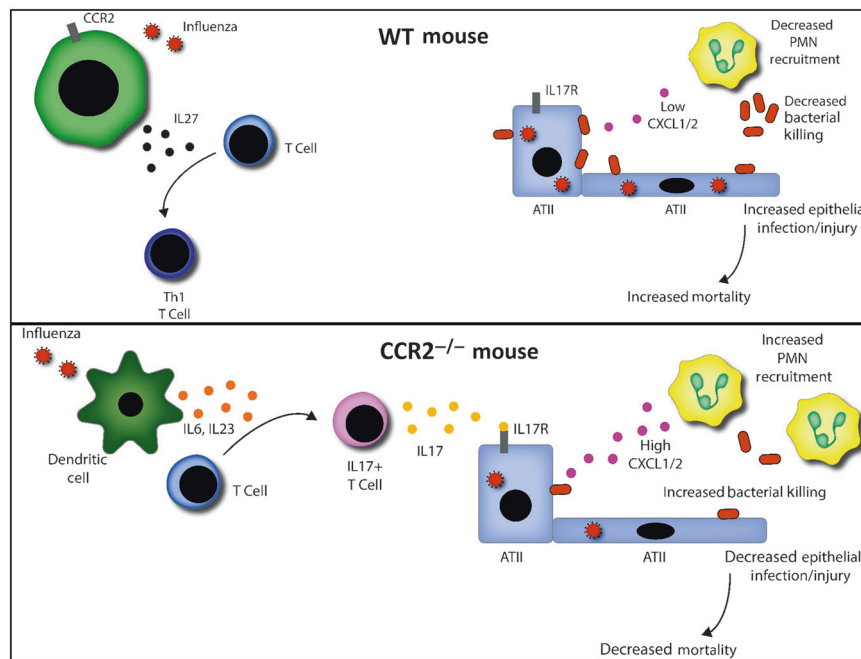 WT mouse
CCR2
Influenza
IL27
T Cell
Th1
T Cell
IL17R
Low
CXCL1/2
Decreased
PMN
recruitment
Decreased
bacterial
killing
ATII
ATII
Increased epithelial
infection/injury
Increased mortality
CCR2–/– mouse
Influenza
Dendritic
cell
IL6, IL23
T Cell
IL17+
T Cell
IL17
IL17R
High
CXCL1/2
Increased
PMN
recruitment
Increased bacterial killing
ATII
ATII
Decreased epithelial
infection/injury
Decreased mortality